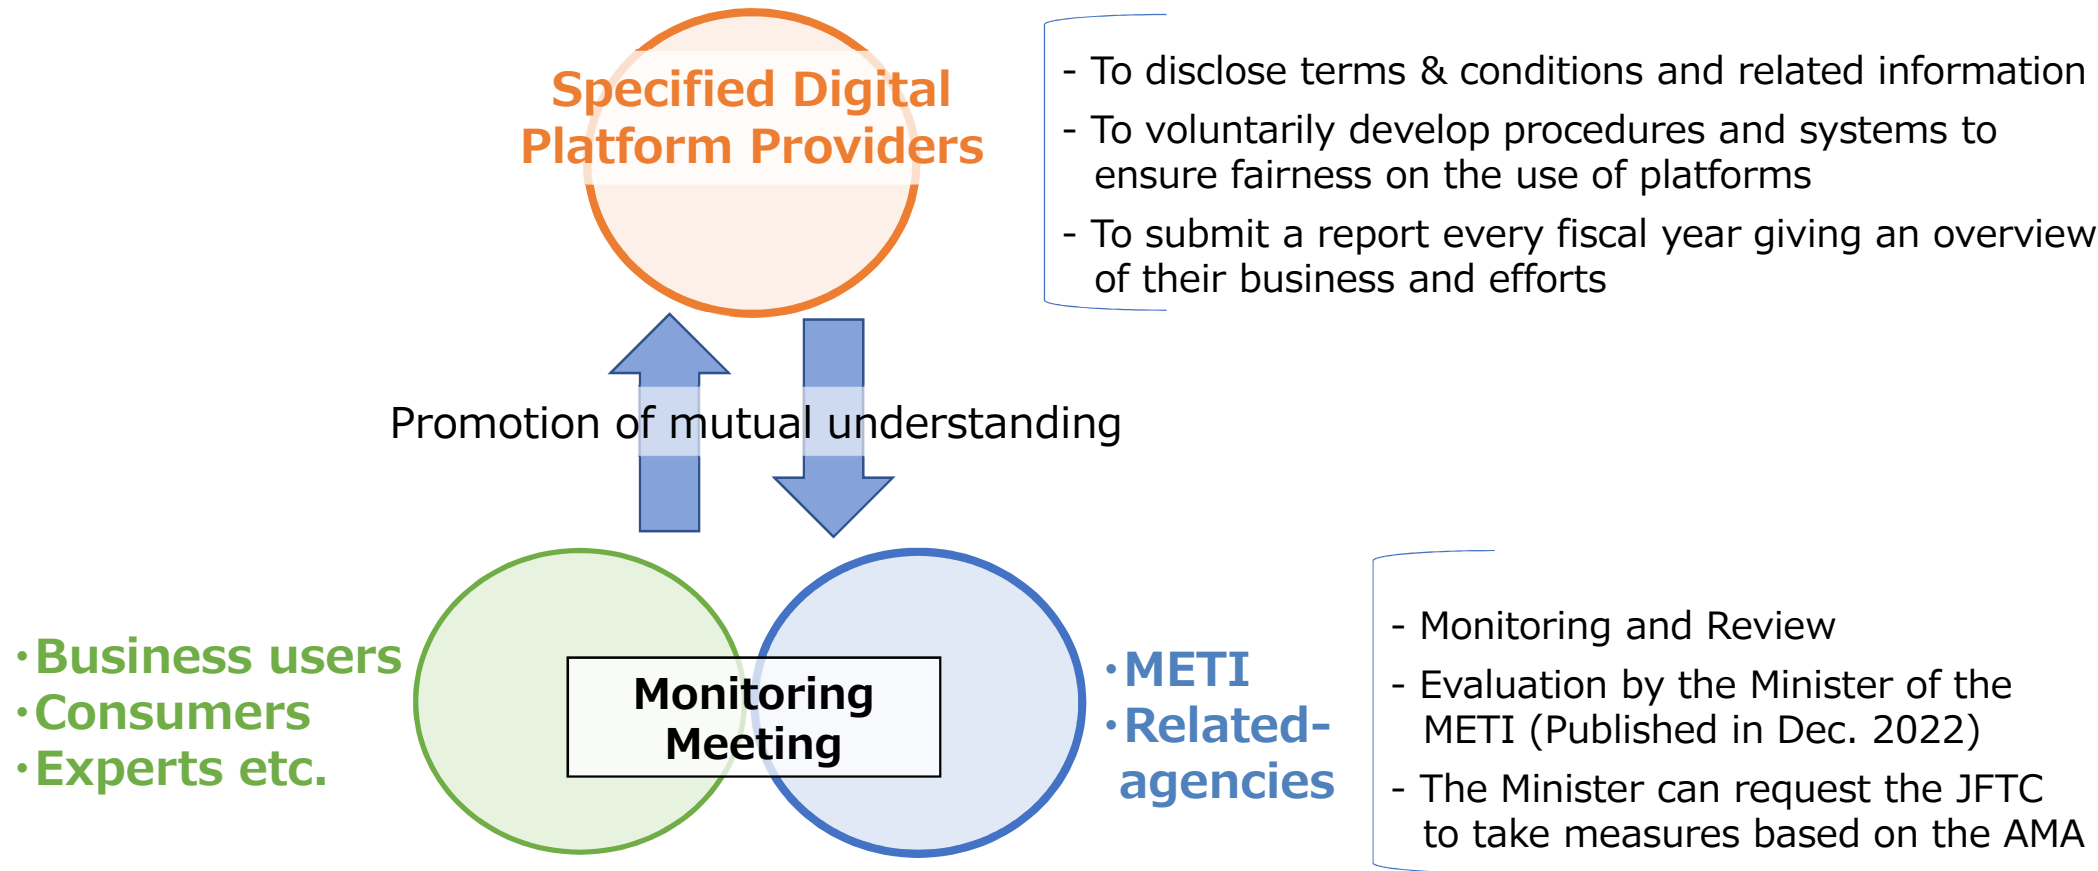 Specified Digital
Platform Providers
- To disclose terms & conditions and related information
- To voluntarily develop procedures and systems to
ensure fairness on the use of platforms
- To submit a report every fiscal year giving an overview
of their business and efforts
Promotion of mutual understanding
・Business users
・Consumers
・Experts etc.
Monitoring
Meeting
・METI
・Related-
agencies
- Monitoring and Review
- Evaluation by the Minister of the
METI (Published in Dec. 2022)
- The Minister can request the JFTC
to take measures based on the AMA